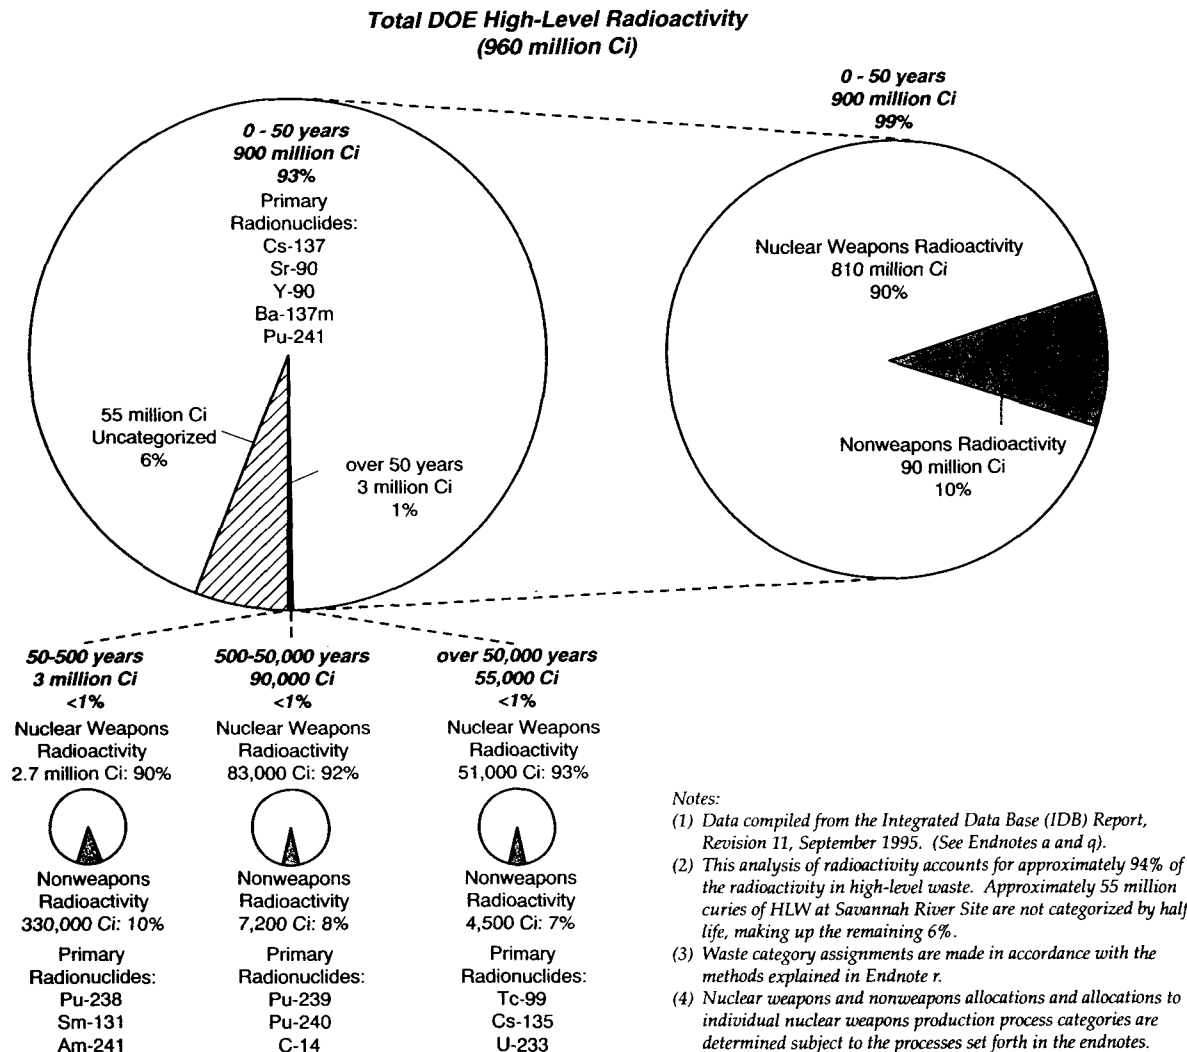 Total DOE High-Level Radioactivity
(960 million Ci)
0 - 50 years
900 million Ci
93%
Primary
Radionuclides:
Cs-137
Sr-90
Y-90
Ba-137m
Pu-241
55 million Ci
Uncategorized
6%
over 50 years
3 million Ci
1%
0 - 50 years
900 million Ci
99%
Nuclear Weapons Radioactivity
810 million Ci
90%
Nonweapons Radioactivity
90 million Ci
10%
50-500 years
3 million Ci
<1%
Nuclear Weapons
Radioactivity
2.7 million Ci: 90%
Nonweapons
Radioactivity
330,000 Ci: 10%
Primary
Radionuclides:
Pu-238
Sm-131
Am-241
500-50,000 years
90,000 Ci
<1%
Nuclear Weapons
Radioactivity
83,000 Ci: 92%
Nonweapons
Radioactivity
7,200 Ci: 8%
Primary
Radionuclides:
Pu-239
Pu-240
C-14
over 50,000 years
55,000 Ci
<1%
Nuclear Weapons
Radioactivity
51,000 Ci: 93%
Nonweapons
Radioactivity
4,500 Ci: 7%
Primary
Radionuclides:
Tc-99
Cs-135
U-233
Notes:
(1) Data compiled from the Integrated Data Base (IDB) Report,
Revision 11, September 1995. (See Endnotes a and q).
(2) This analysis of radioactivity accounts for approximately 94% of
the radioactivity in high-level waste. Approximately 55 million
curies of HLW at Savannah River Site are not categorized by half
life, making up the remaining 6%.
(3) Waste category assignments are made in accordance with the
methods explained in Endnote r.
(4) Nuclear weapons and nonweapons allocations and allocations to
individual nuclear weapons production process categories are
determined subject to the processes set forth in the endnotes.